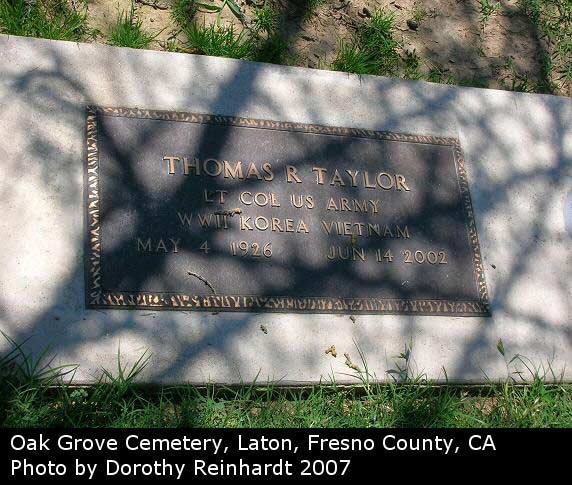 THOMAS R TAYLOR
LT COL US ARMY
WWII KOREA VIETNAM
MAY 4 1926 JUN 14 2002
Oak Grove Cemetery, Laton, Fresno County, CA
Photo by Dorothy Reinhardt 2007